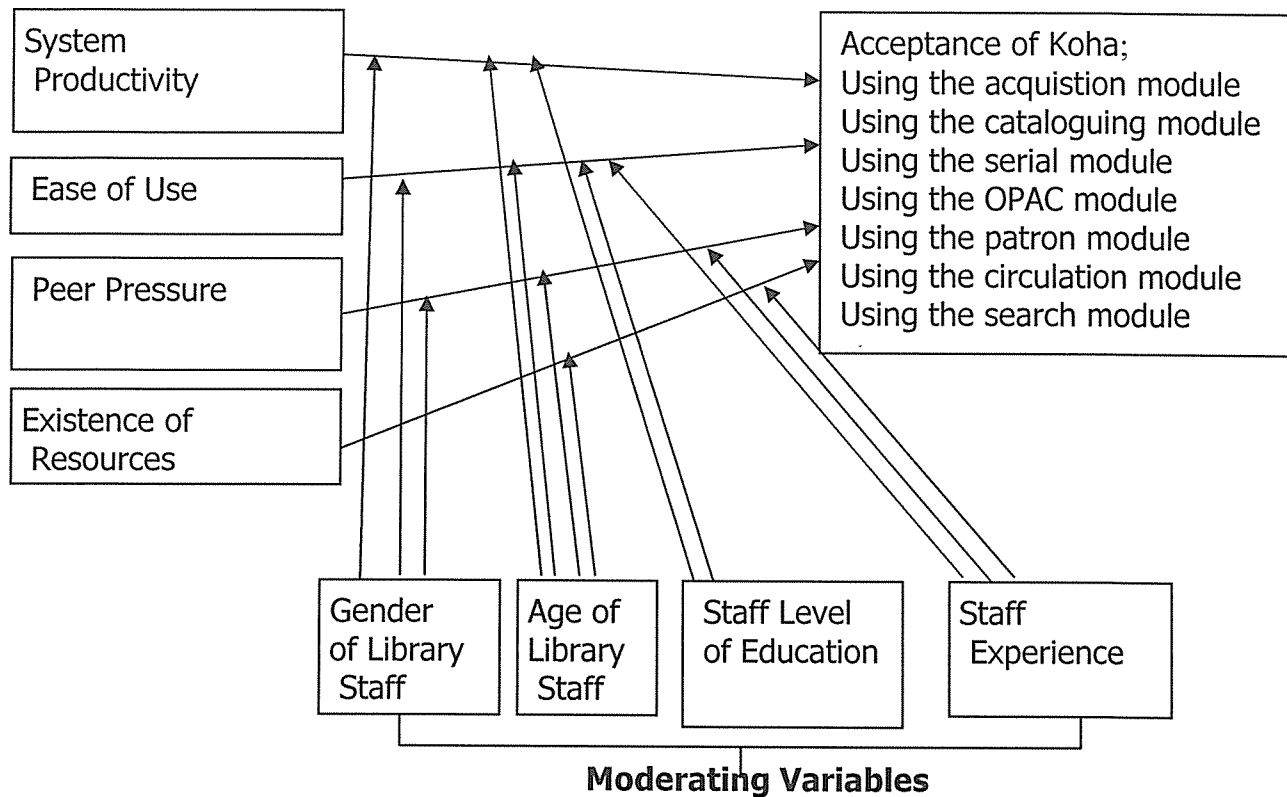 System
Productivity
Ease of Use
Peer Pressure
Existence of
Resources
Acceptance of Koha;
Using the acquistion module
Using the cataloguing module
Using the serial module
Using the OPAC module
Using the patron module
Using the circulation module
Using the search module
Gender
of Library
Staff
Age of
Library
Staff
Staff Level
of Education
Staff
Experience
Moderating Variables